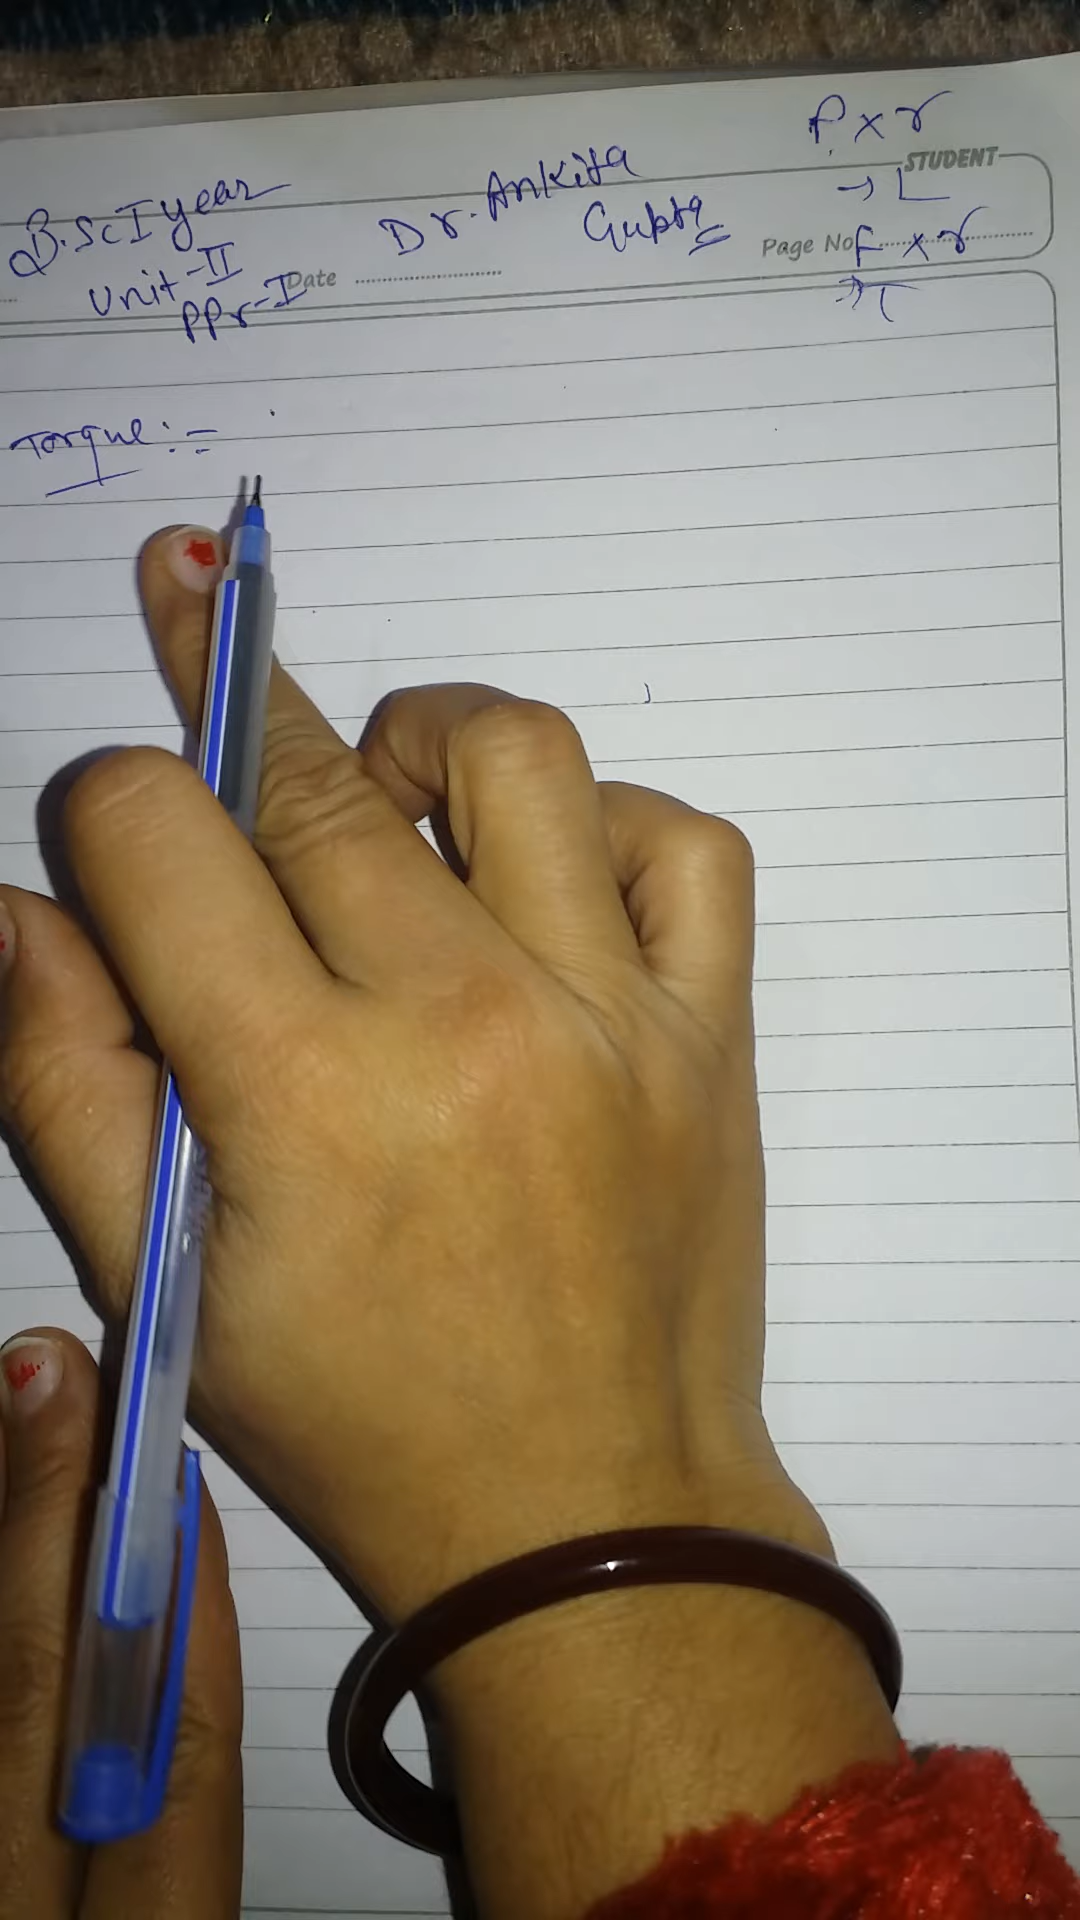 P × r
STUDENT
→ L
B.Sc I year
Dr. Ankita
Gupta
Page No. F × r
Unit-II
Date
→ τ
PPr-I
Torque :=